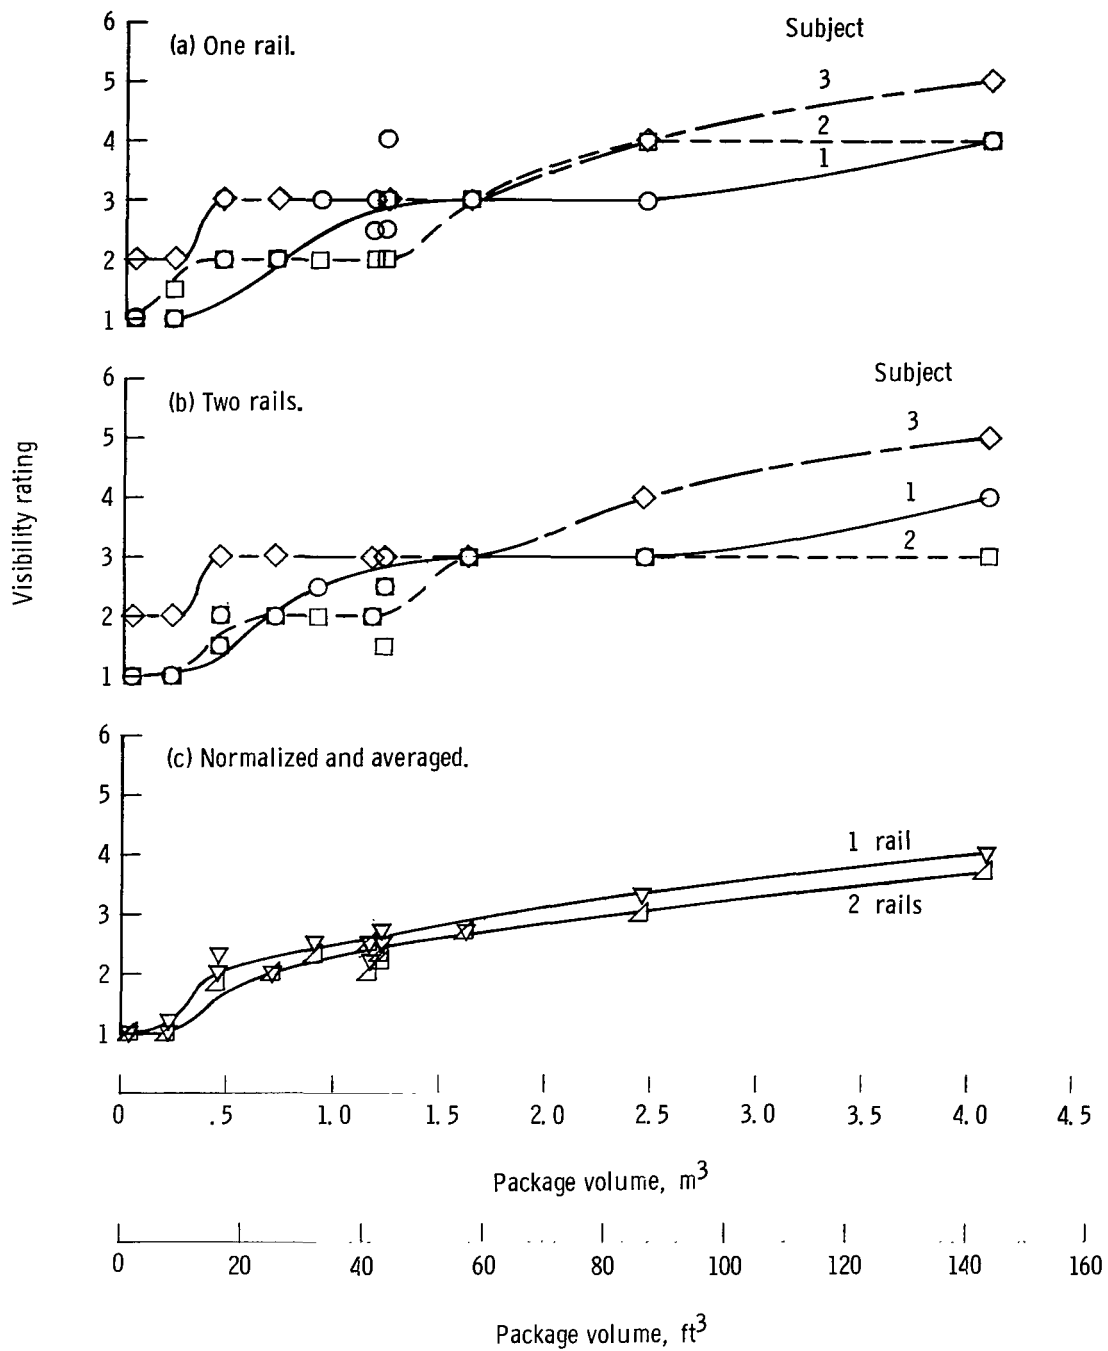 6
(a) One rail.
Subject
5
3
4
2
1
3
2
1
6
(b) Two rails.
Subject
5
3
4
1
3
2
2
1
Visibility rating
6
(c) Normalized and averaged.
5
4
1 rail
3
2 rails
2
1
0 .5 1.0 1.5 2.0 2.5 3.0 3.5 4.0 4.5
Package volume, m³
0 20 40 60 80 100 120 140 160
Package volume, ft³